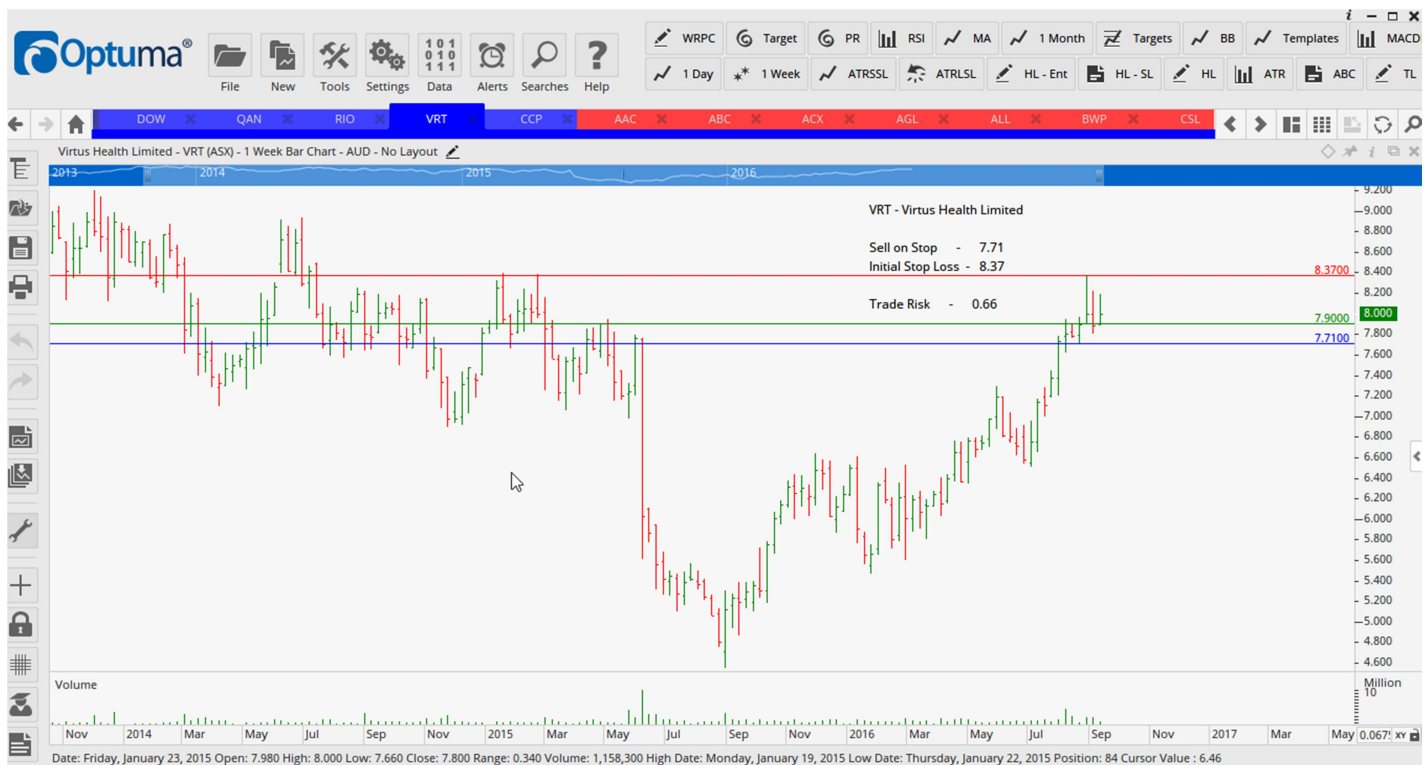 Optuma®
File New Tools Settings Data Alerts Searches Help
WRPC Target PR RSI MA 1 Month Targets BB Templates MACD
1 Day 1 Week ATRSSL ATRLSL HL - Ent HL - SL HL ATR ABC TL
DOW QAN RIO VRT CCP AAC ABC ACX AGL ALL BWP CSL
Virtus Health Limited - VRT (ASX) - 1 Week Bar Chart - AUD - No Layout
2013 2014 2015 2016
VRT - Virtus Health Limited
Sell on Stop - 7.71
Initial Stop Loss - 8.37
Trade Risk - 0.66
8.3700
7.9000
7.7100
9.200
9.000
8.800
8.600
8.400
8.200
8.000
7.800
7.600
7.400
7.200
7.000
6.800
6.600
6.400
6.200
6.000
5.800
5.600
5.400
5.200
5.000
4.800
4.600
Volume
Million
10
Nov 2014 Mar May Jul Sep Nov 2015 Mar May Jul Sep Nov 2016 Mar May Jul Sep Nov 2017 Mar May XY
Date: Friday, January 23, 2015 Open: 7.980 High: 8.000 Low: 7.660 Close: 7.800 Range: 0.340 Volume: 1,158,300 High Date: Monday, January 19, 2015 Low Date: Thursday, January 22, 2015 Position: 84 Cursor Value : 6.46